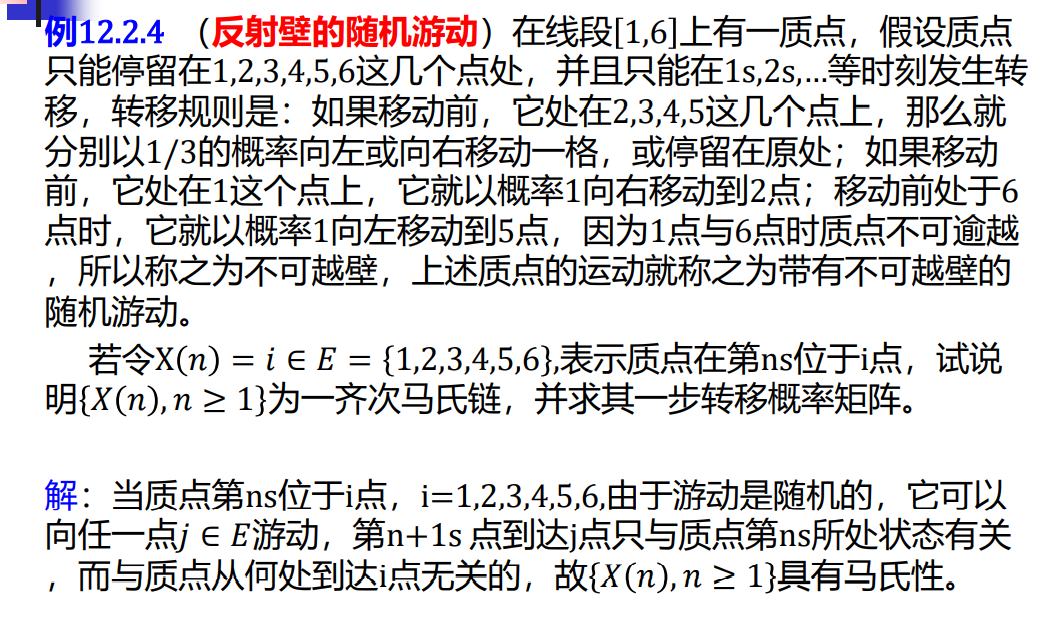 例12.2.4 （反射壁的随机游动）在线段[1,6]上有一质点，假设质点
只能停留在1,2,3,4,5,6这几个点处，并且只能在1s,2s,…等时刻发生转
移，转移规则是：如果移动前，它处在2,3,4,5这几个点上，那么就
分别以1/3的概率向左或向右移动一格，或停留在原处；如果移动
前，它处在1这个点上，它就以概率1向右移动到2点；移动前处于6
点时，它就以概率1向左移动到5点，因为1点与6点时质点不可逾越
，所以称之为不可越壁，上述质点的运动就称之为带有不可越壁的
随机游动。
若令X(n) = i ∈ E = {1,2,3,4,5,6},表示质点在第ns位于i点，试说
明{X(n), n ≥ 1}为一齐次马氏链，并求其一步转移概率矩阵。
解：当质点第ns位于i点，i=1,2,3,4,5,6,由于游动是随机的，它可以
向任一点j ∈ E游动，第n+1s 点到达j点只与质点第ns所处状态有关
，而与质点从何处到达i点无关的，故{X(n), n ≥ 1}具有马氏性。